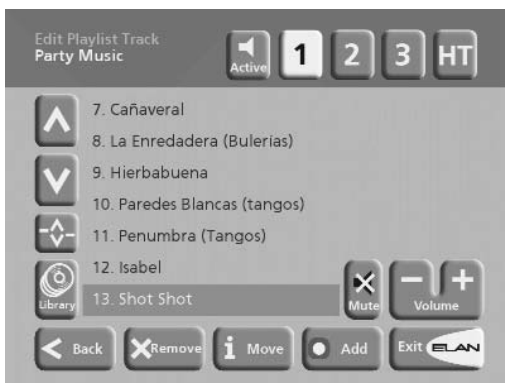 Edit Playlist Track
Party Music
Active
1
2
3
HT
7. Cañaveral
8. La Enredadera (Bulerías)
9. Hierbabuena
10. Paredes Blancas (tangos)
11. Penumbra (Tangos)
12. Isabel
13. Shot Shot
Library
Mute
− +
Volume
< Back
Remove
i Move
Add
Exit ELAN